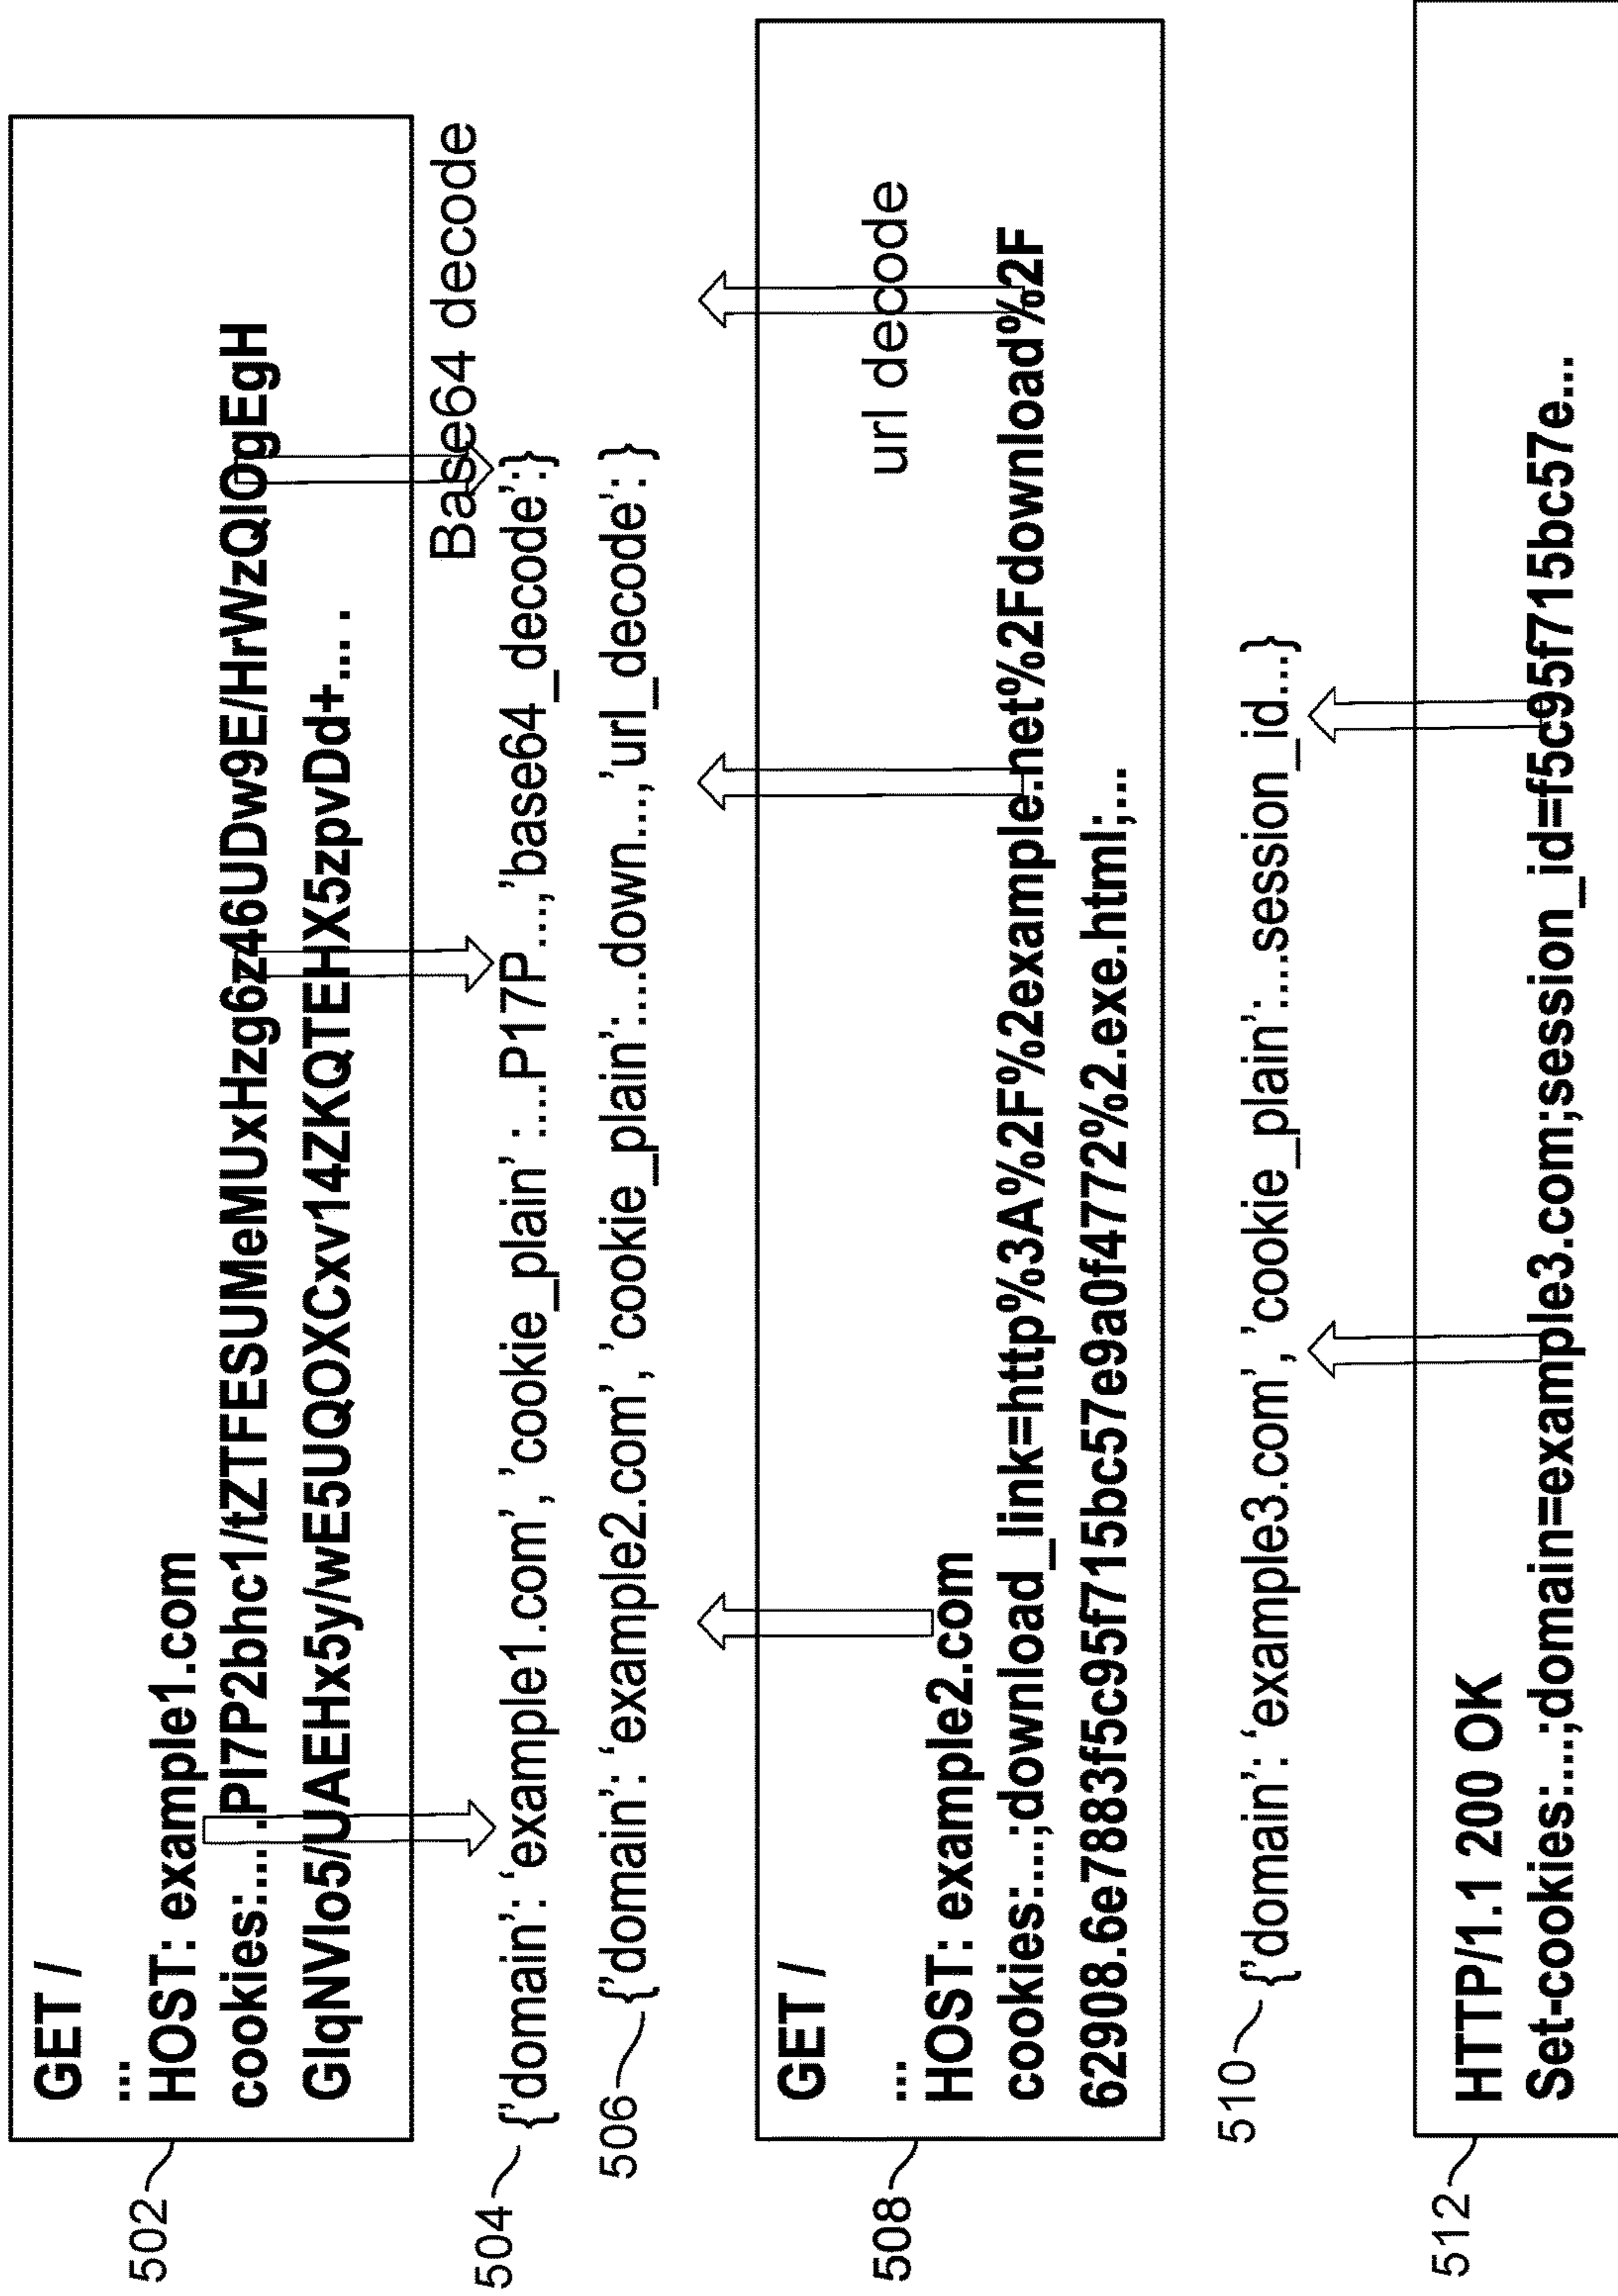 GET /
...
HOST: example1.com
cookies:... .PI7P2bhc1/tZTFESUMeMUxHzg6z46UDw9E/HrWzQIOgEgH
GIqNVIo5/UAEHx5y/wE5UQOXCxv14ZKQTEHX5zpvDd+... .
502
Base64 decode
504 {'domain': 'example1.com', 'cookie_plain' :....P17P...,'base64_decode':}
506 {'domain': 'example2.com', 'cookie_plain':....down...,'url_decode': }
GET /
...
url decode
HOST: example2.com
cookies:...;download_link=http%3A%2F%2example.net%2Fdownload%2F
62908.6e7883f5c95f715bc57e9a0f4772%2.exe.html;...
508
510 {'domain': 'example3.com', 'cookie_plain':....session_id...}
HTTP/1.1 200 OK
Set-cookies:...;domain=example3.com;session_id=f5c95f715bc57e...
512